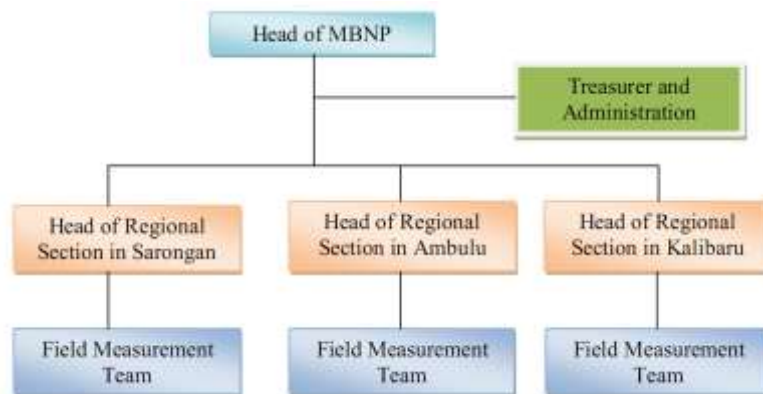 Head of MBNP
Treasurer and
Administration
Head of Regional
Section in Sarongan
Head of Regional
Section in Ambulu
Head of Regional
Section in Kalibaru
Field Measurement
Team
Field Measurement
Team
Field Measurement
Team